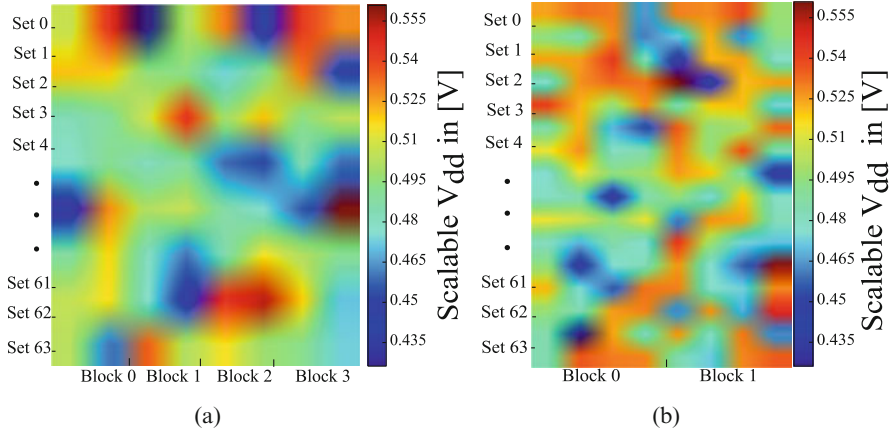 Set 0
Set 1
Set 2
Set 3
Set 4
Set 61
Set 62
Set 63
Block 0 Block 1 Block 2 Block 3
0.555
0.54
0.525
0.51
0.495
0.48
0.465
0.45
0.435
Scalable Vdd in [V]
(a)
Set 0
Set 1
Set 2
Set 3
Set 4
Set 61
Set 62
Set 63
Block 0 Block 1
0.555
0.54
0.525
0.51
0.495
0.48
0.465
0.45
0.435
Scalable Vdd in [V]
(b)